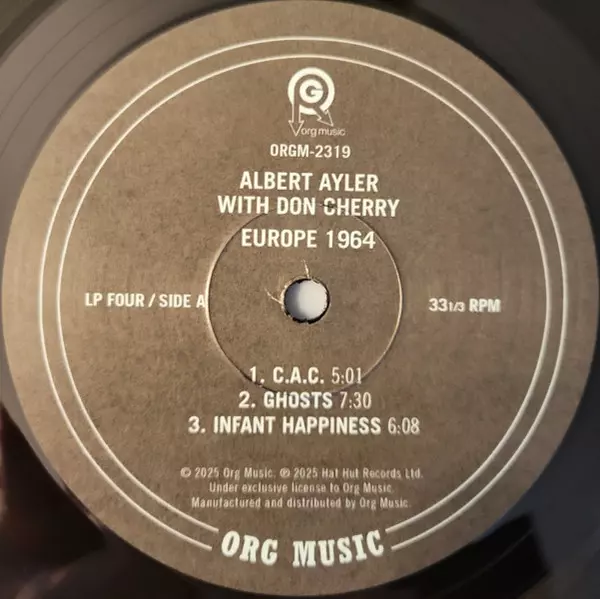 org music
ORGM-2319
ALBERT AYLER
WITH DON CHERRY
EUROPE 1964
LP FOUR / SIDE A
33 1/3 RPM
1. C.A.C. 5:01
2. GHOSTS 7:30
3. INFANT HAPPINESS 6:08
© 2025 Org Music. ℗ 2025 Hat Hut Records Ltd.
Under exclusive license to Org Music.
Manufactured and distributed by Org Music.
ORG MUSIC